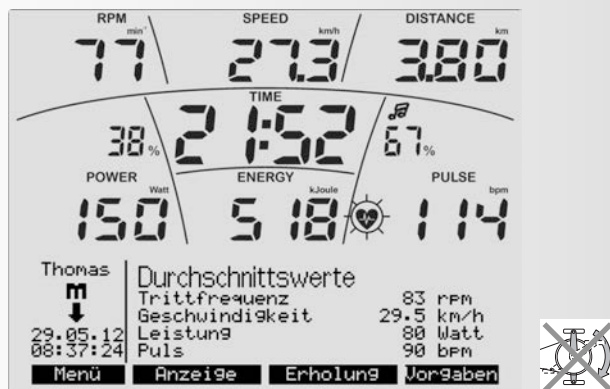 RPM SPEED DISTANCE
min⁻ km/h km
77 27.3 3.80
TIME
38% 21:52 67%
POWER ENERGY PULSE
Watt kJoule bpm
150 518 114
Thomas
m
29.05.12
08:37:24
Durchschnittswerte
Trittfrequenz 83 rpm
Geschwindigkeit 29.5 km/h
Leistung 80 Watt
Puls 90 bpm
Menü Anzeige Erholung Vorgaben